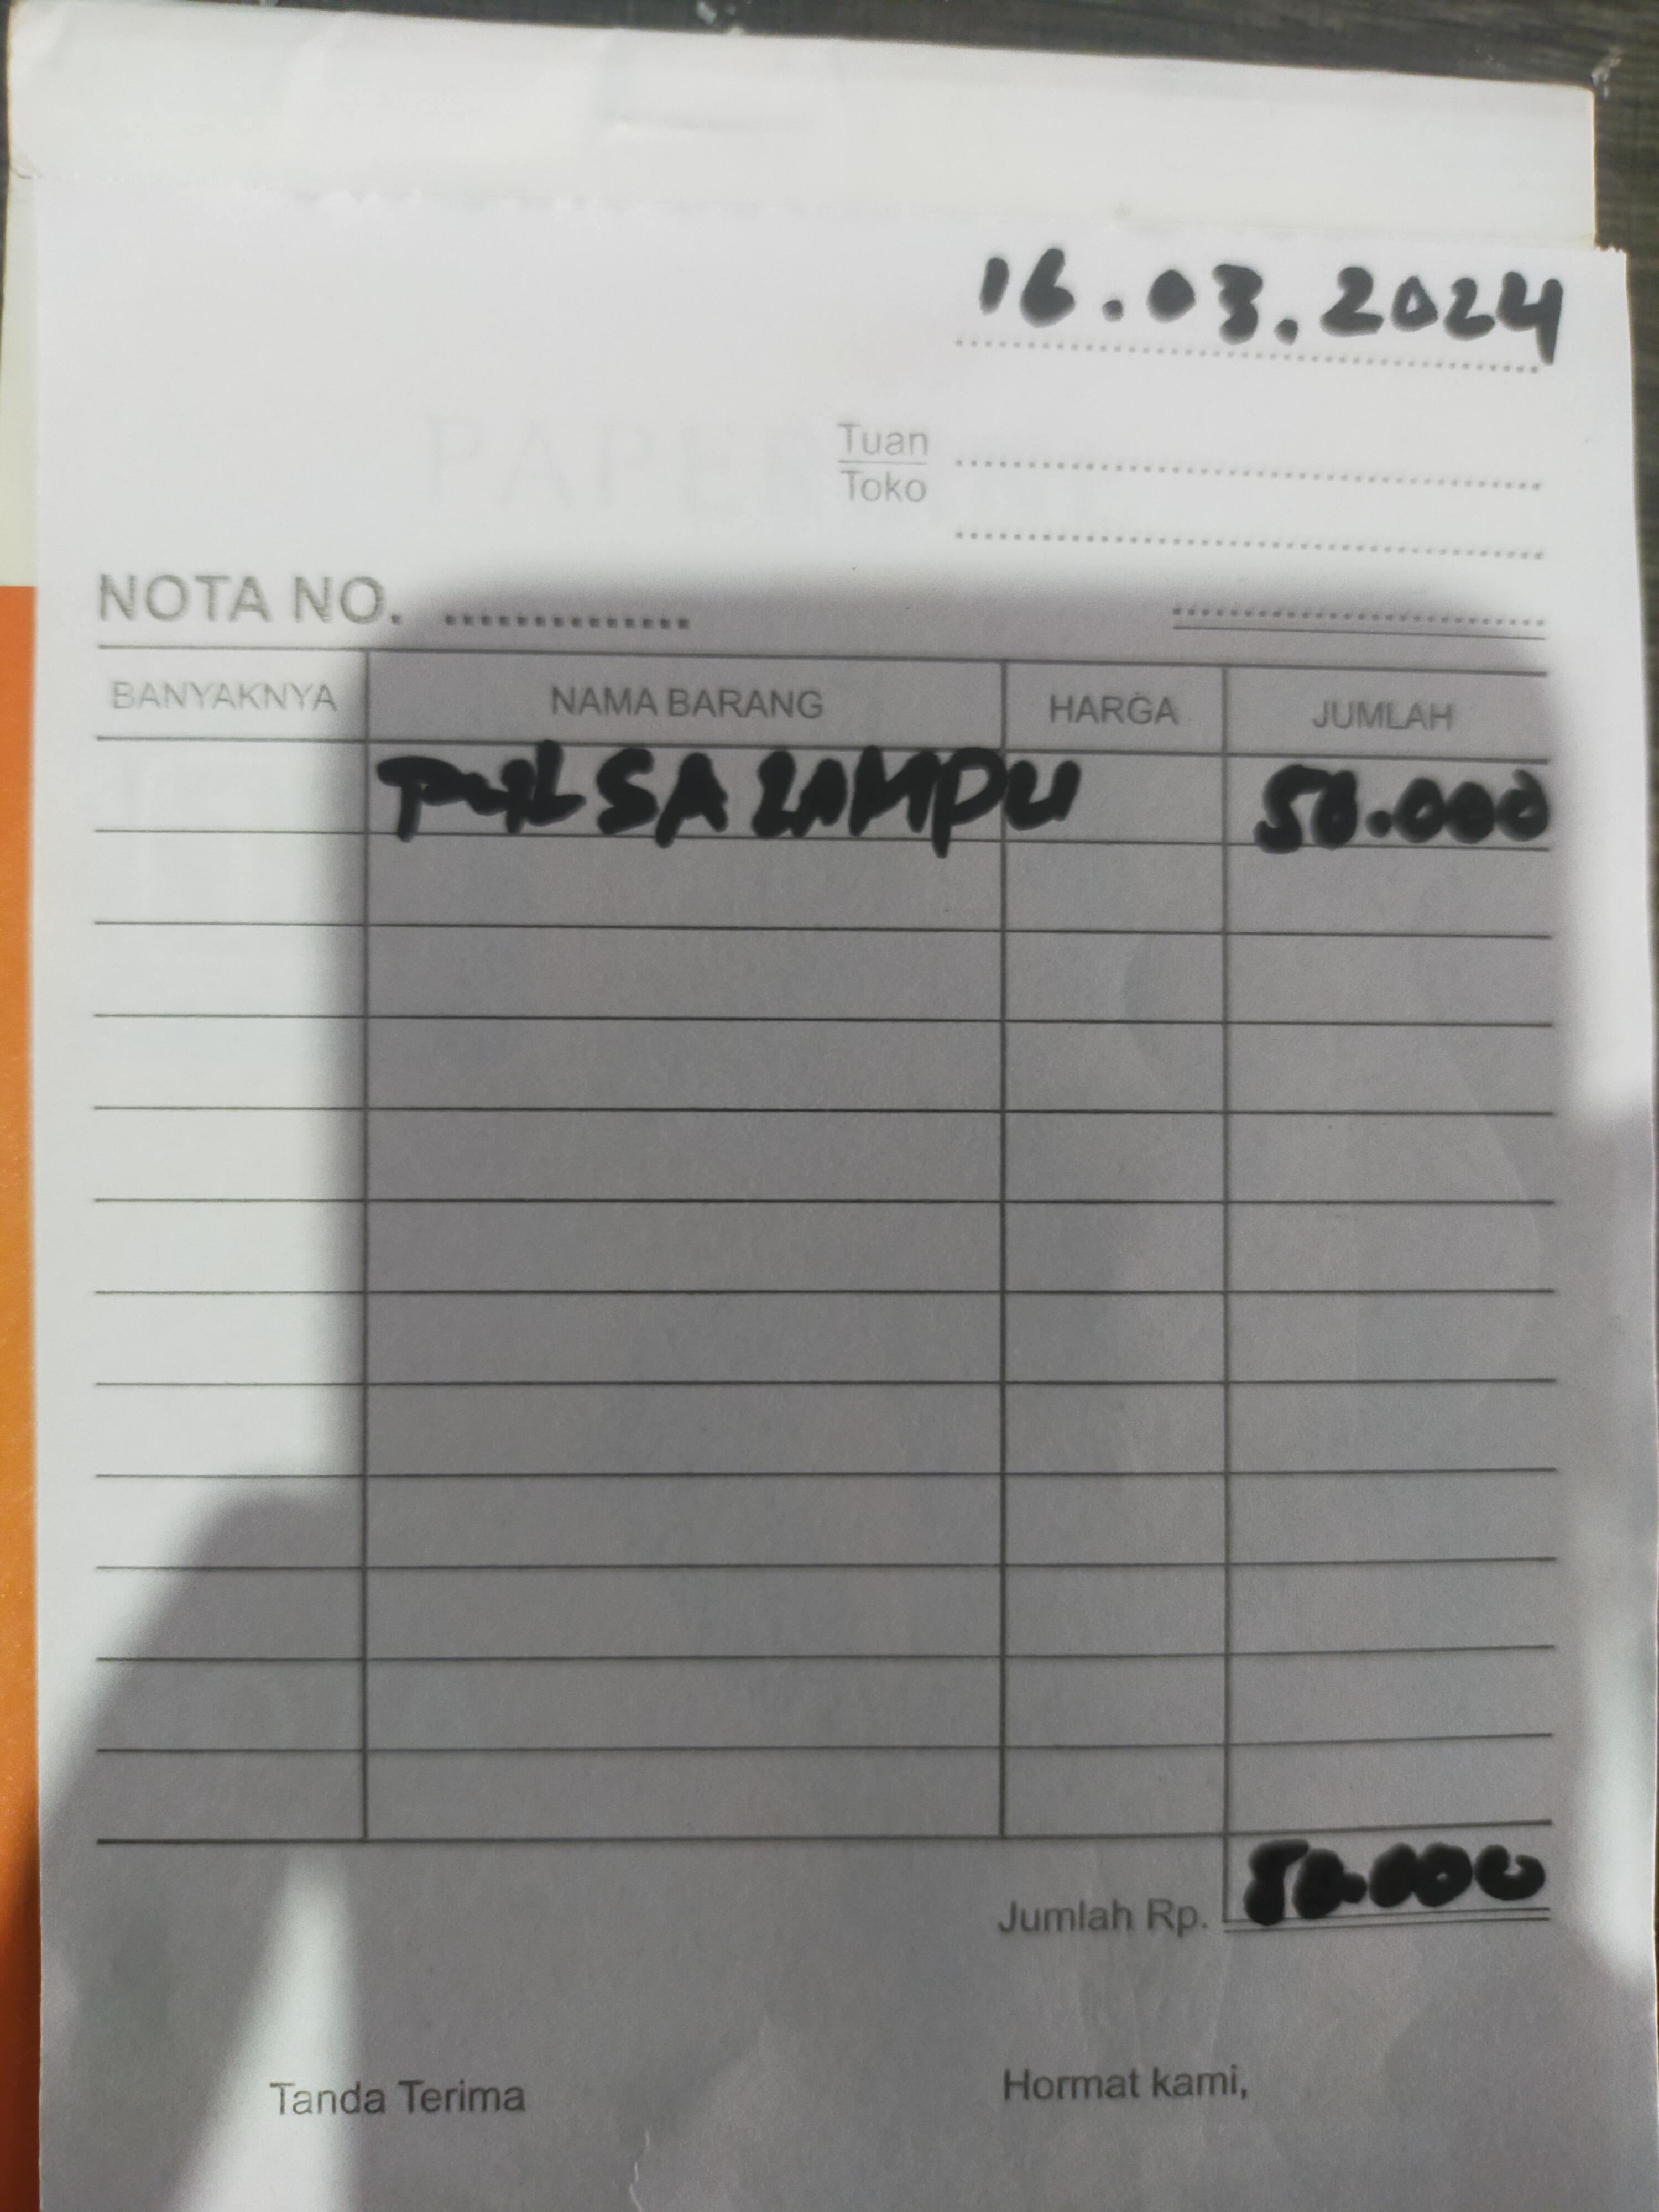 16.03.2024
Tuan
Toko
NOTA NO.
BANYAKNYA NAMA BARANG HARGA JUMLAH
PULSA LAMPU 50.000
Jumlah Rp. 50.000
Tanda Terima Hormat kami,